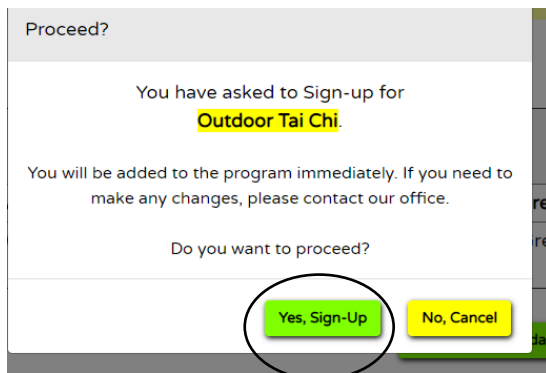 Proceed?
You have asked to Sign-up for
Outdoor Tai Chi.
You will be added to the program immediately. If you need to
make any changes, please contact our office.
Do you want to proceed?
Yes, Sign-Up
No, Cancel